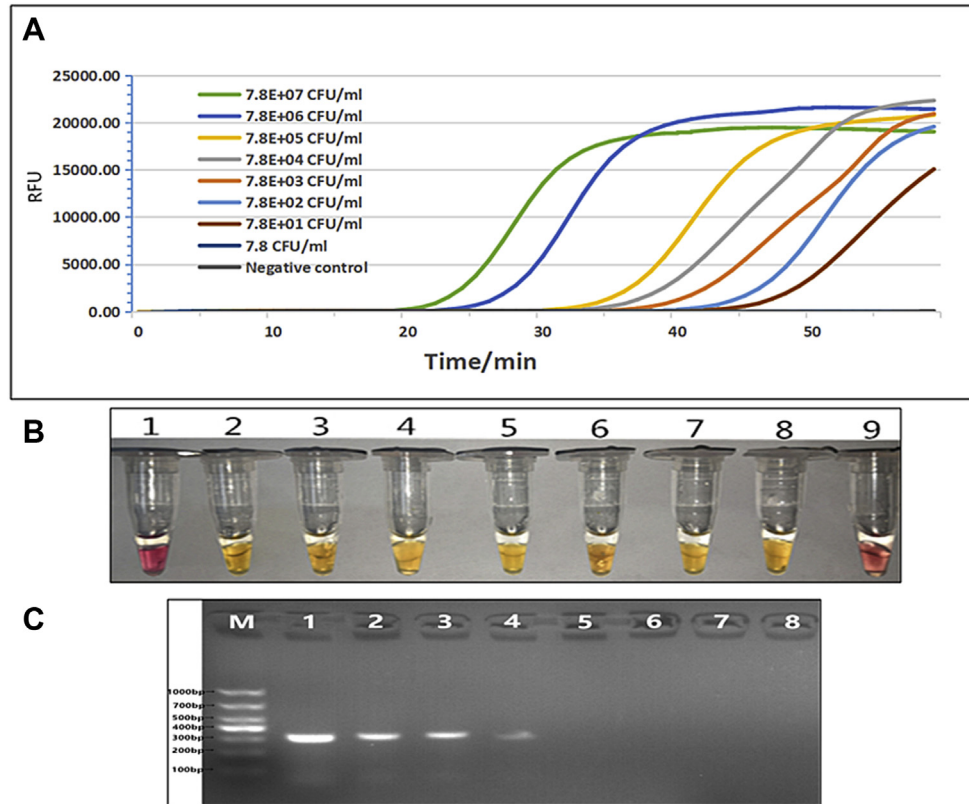 A
25000.00
20000.00
15000.00
10000.00
5000.00
0.00
RFU
7.8E+07 CFU/ml
7.8E+06 CFU/ml
7.8E+05 CFU/ml
7.8E+04 CFU/ml
7.8E+03 CFU/ml
7.8E+02 CFU/ml
7.8E+01 CFU/ml
7.8 CFU/ml
Negative control
0 10 20 30 40 50
Time/min
B
1 2 3 4 5 6 7 8 9
C
M 1 2 3 4 5 6 7 8
1000bp
700bp
500bp
400bp
300bp
200bp
100bp